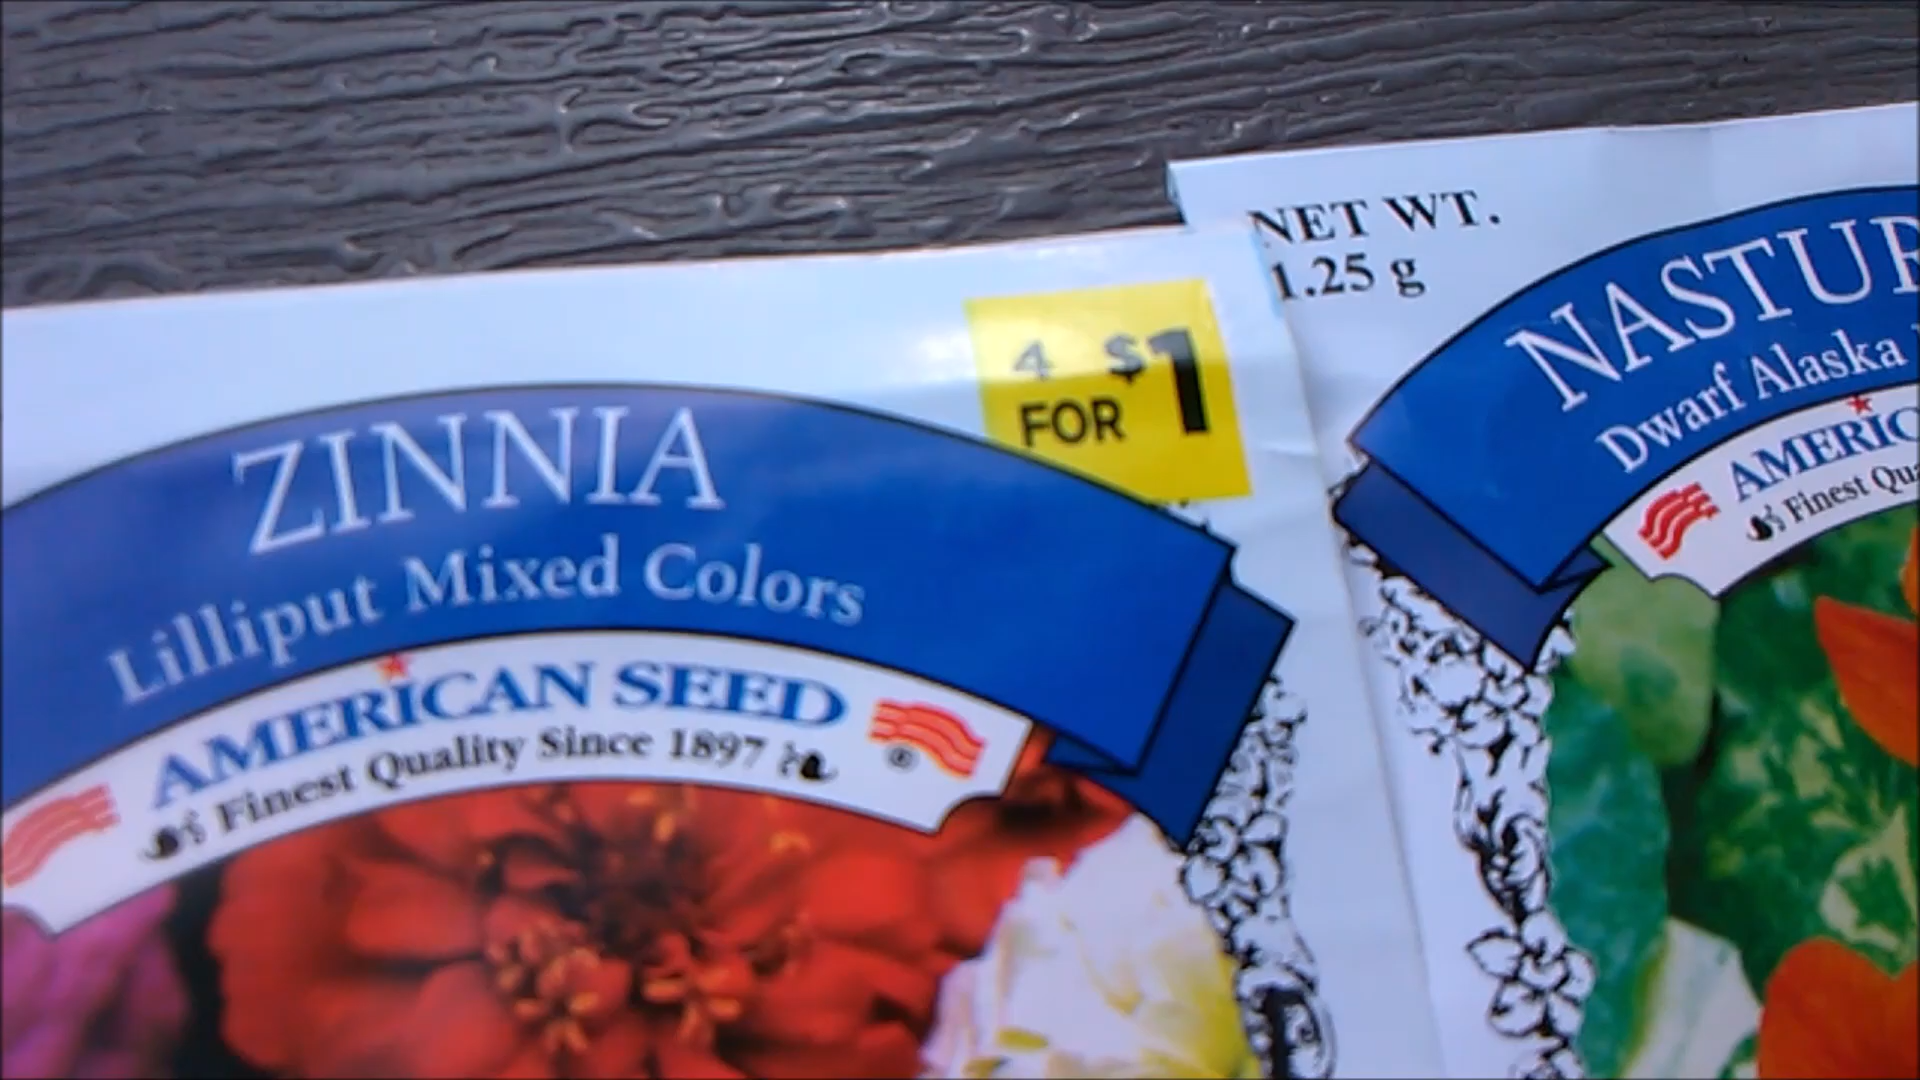 ZINNIA
Lilliput Mixed Colors
AMERICAN SEED
Finest Quality Since 1897
®
4 $1
FOR
NET WT.
1.25 g
NASTUR
Dwarf Alaska
AMERIC
Finest Qua